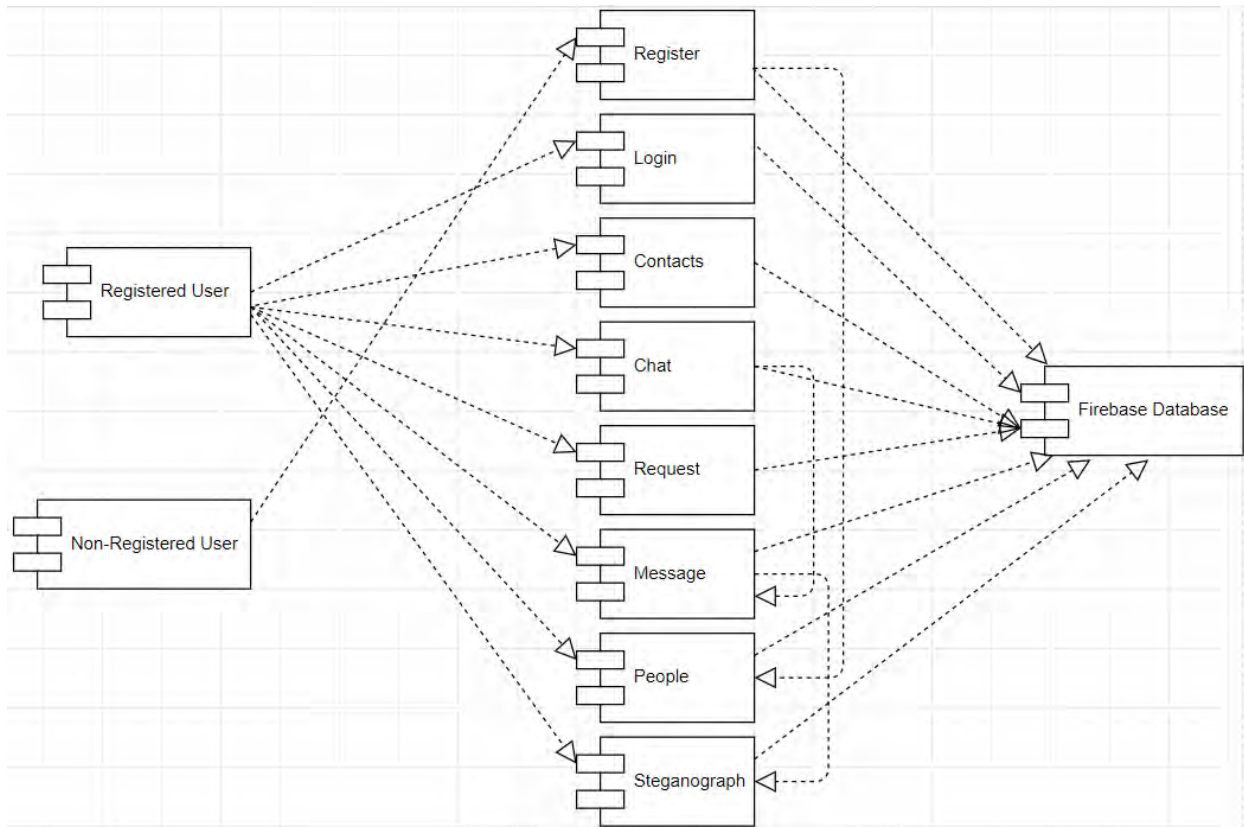 Register
Login
Contacts
Registered User
Chat
Firebase Database
Request
Non-Registered User
Message
People
Steganograph